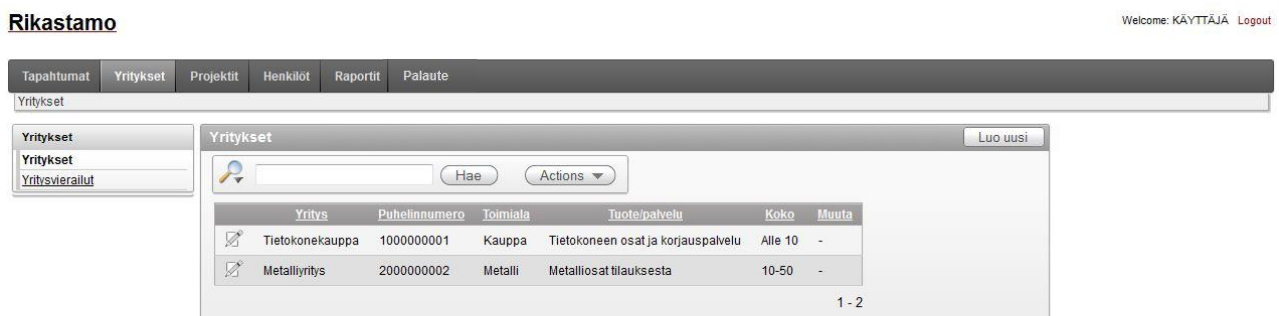 Rikastamo
Welcome: KÄYTTÄJÄ Logout
Tapahtumat Yritykset Projektit Henkilöt Raportit Palaute
Yritykset
Yritykset
Yritykset
Yritysvierailut
Yritykset Luo uusi
Hae Actions
Yritys Puhelinnumero Toimiala Tuote/palvelu Koko Muuta
Tietokonekauppa 1000000001 Kauppa Tietokoneen osat ja korjauspalvelu Alle 10 -
Metalliyritys 2000000002 Metalli Metalliosat tilauksesta 10-50 -
1 - 2